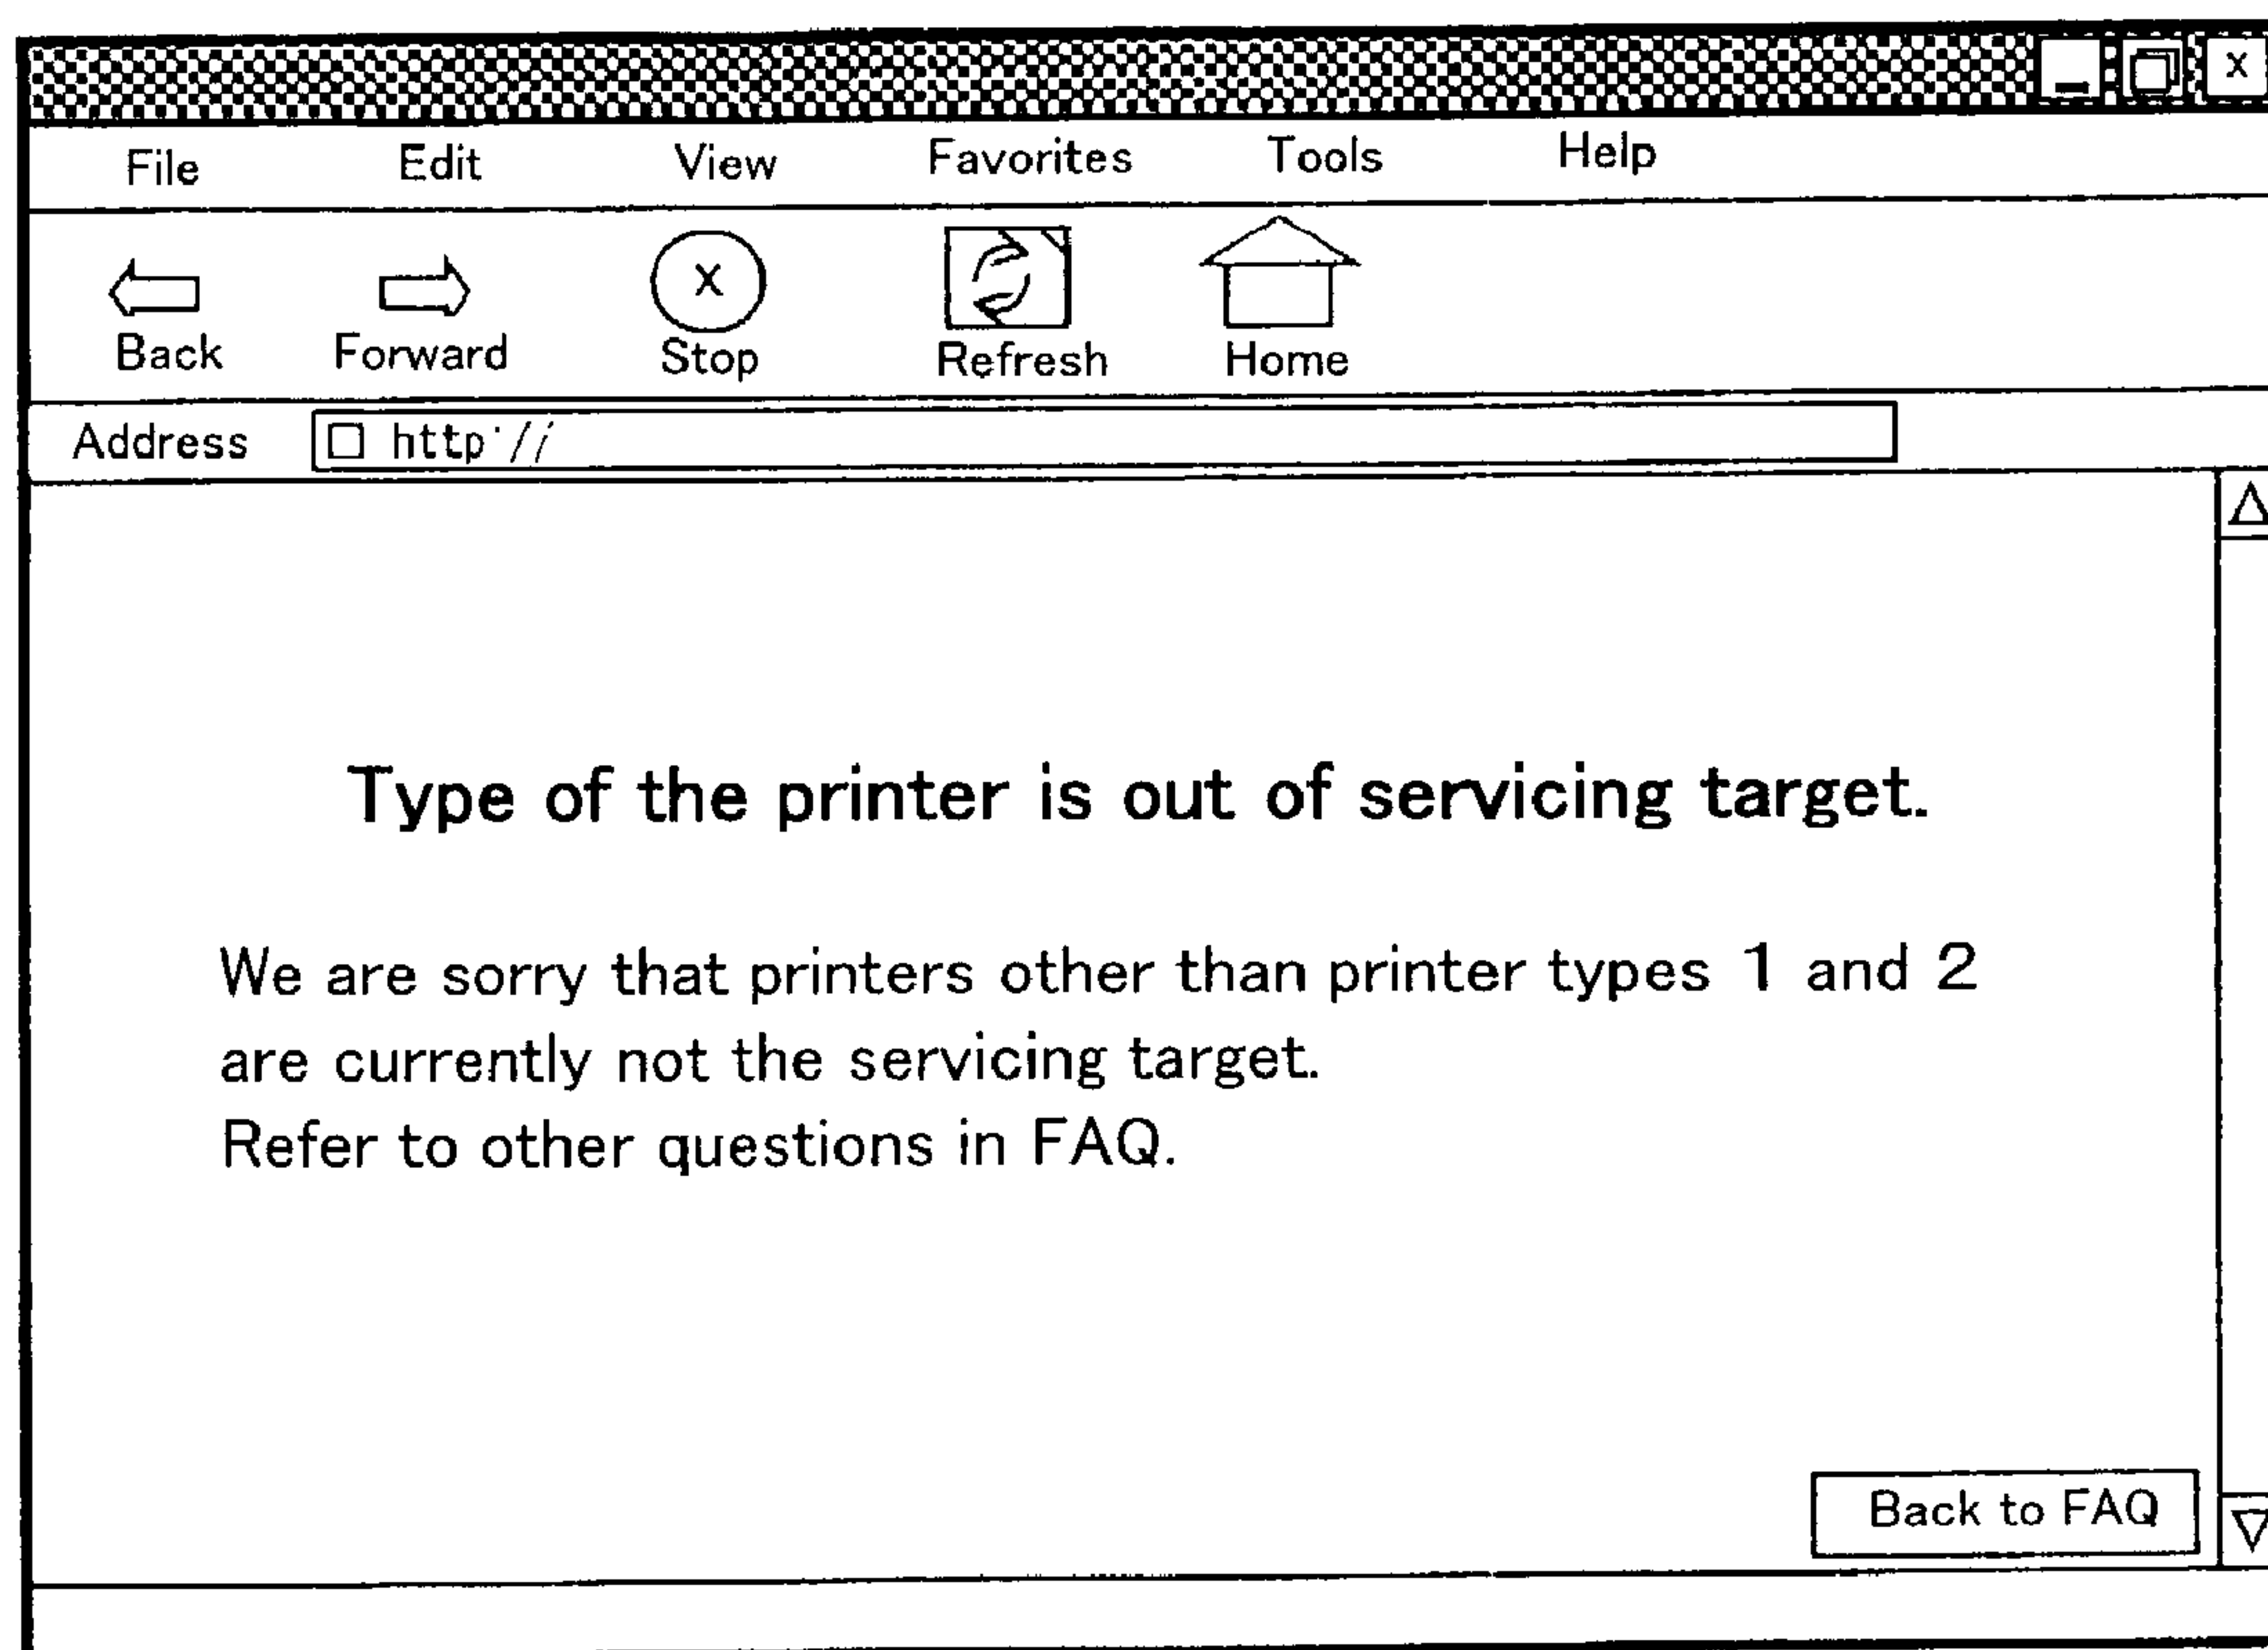 File Edit View Favorites Tools Help
Back Forward Stop Refresh Home
Address http://
Type of the printer is out of servicing target.
We are sorry that printers other than printer types 1 and 2
are currently not the servicing target.
Refer to other questions in FAQ.
Back to FAQ